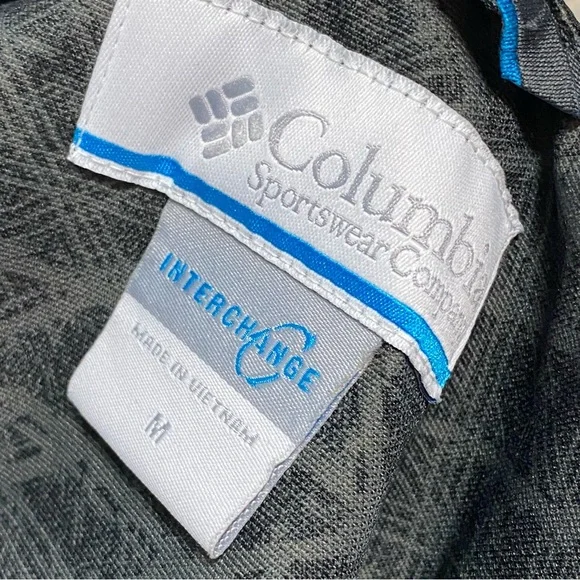 Columbia
Sportswear Company
INTERCHANGE
MADE IN VIETNAM
M